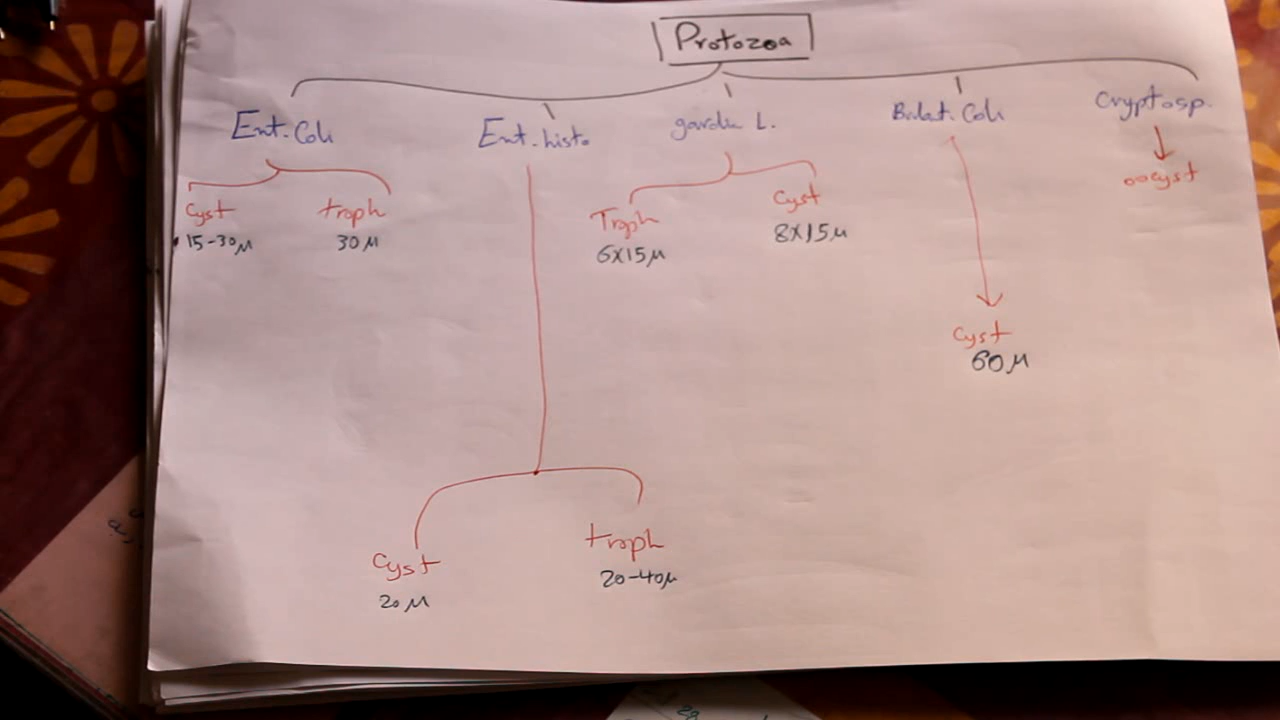 Protozoa
Ent. Coli
Ent. histo
gardia L.
Balat. Coli
Cryptosp.
Cyst
15-30µ
troph
30µ
Troph
6X15µ
Cyst
8X15µ
oocyst
Cyst
60µ
Cyst
20µ
troph
20-40µ